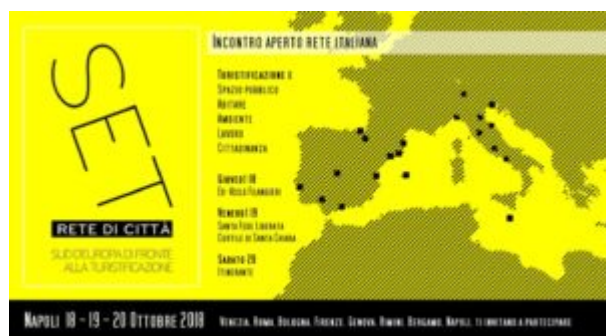 SET
RETE DI CITTÀ
SUD D'EUROPA DI FRONTE
ALLA TURISTIFICAZIONE
INCONTRO APERTO RETE ITALIANA
TURISTIFICAZIONE E
SPAZIO PUBBLICO
ABITARE
AMBIENTE
LAVORO
CITTADINANZA
GIOVEDÌ 18
EX-ASILO FILANGIERI
VENERDÌ 19
SANTA FEDE LIBERATA
CORTILE DI SANTA CHIARA
SABATO 20
ITINERANTE
NAPOLI 18 - 19 - 20 OTTOBRE 2018
VENEZIA, ROMA, BOLOGNA, FIRENZE, GENOVA, RIMINI, BERGAMO, NAPOLI, TI INVITANO A PARTECIPARE